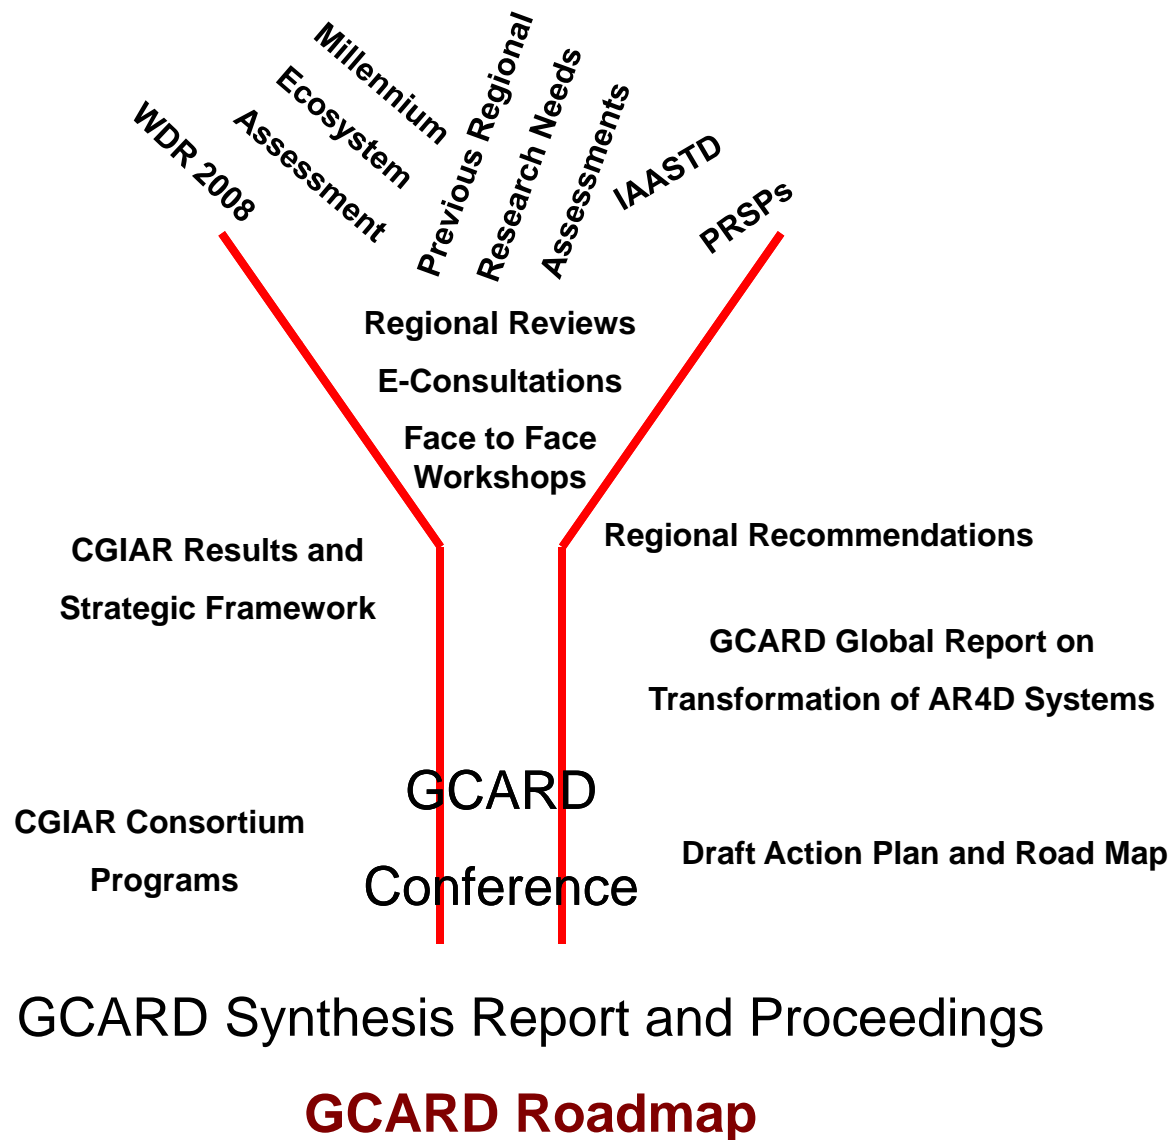 WDR 2008
Millennium
Ecosystem
Assessment
Previous Regional
Research Needs
Assessments
IAASTD
PRSPs
Regional Reviews
E-Consultations
Face to Face
Workshops
CGIAR Results and
Strategic Framework
Regional Recommendations
GCARD Global Report on
Transformation of AR4D Systems
GCARD
Conference
CGIAR Consortium
Programs
Draft Action Plan and Road Map
GCARD Synthesis Report and Proceedings
GCARD Roadmap